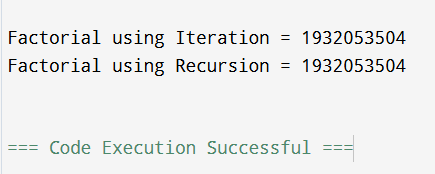 Factorial using Iteration = 1932053504
Factorial using Recursion = 1932053504
=== Code Execution Successful ===